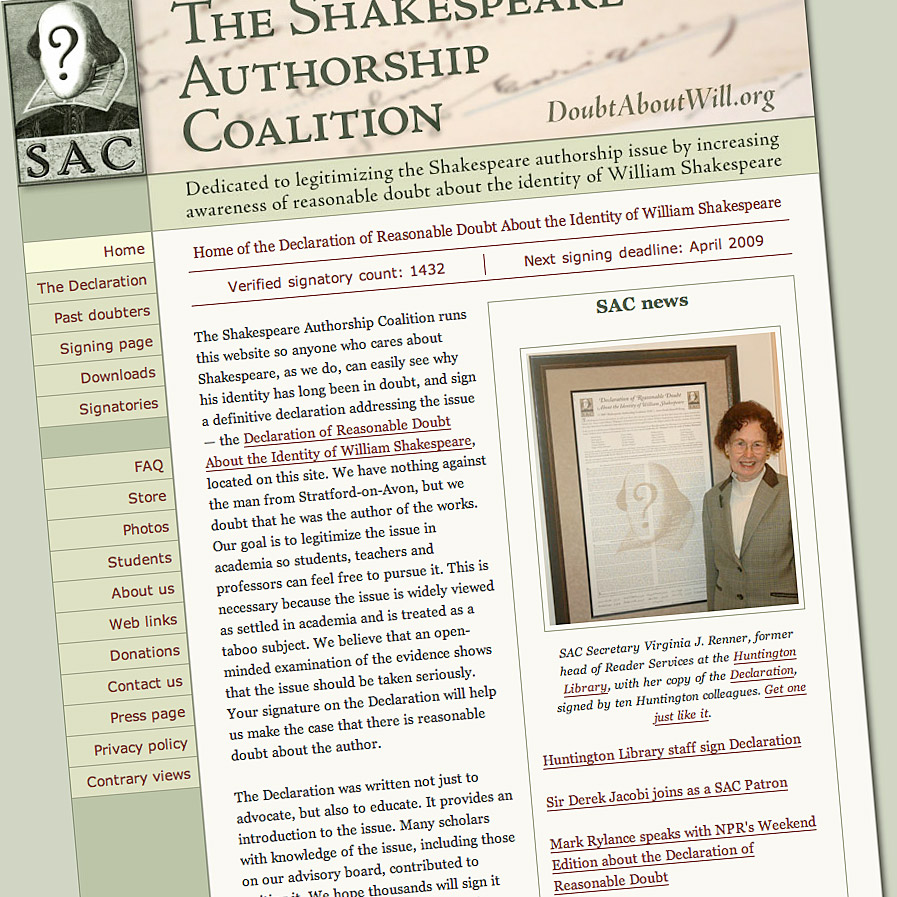 THE SHAKESPEARE
AUTHORSHIP
COALITION
DoubtAboutWill.org
?
SAC
Dedicated to legitimizing the Shakespeare authorship issue by increasing
awareness of reasonable doubt about the identity of William Shakespeare
Home
The Declaration
Past doubters
Signing page
Downloads
Signatories
FAQ
Store
Photos
Students
About us
Web links
Donations
Contact us
Press page
Privacy policy
Contrary views
Home of the Declaration of Reasonable Doubt About the Identity of William Shakespeare
Verified signatory count: 1432
Next signing deadline: April 2009
The Shakespeare Authorship Coalition runs
this website so anyone who cares about
Shakespeare, as we do, can easily see why
his identity has long been in doubt, and sign
a definitive declaration addressing the issue
— the Declaration of Reasonable Doubt
About the Identity of William Shakespeare,
located on this site. We have nothing against
the man from Stratford-on-Avon, but we
doubt that he was the author of the works.
Our goal is to legitimize the issue in
academia so students, teachers and
professors can feel free to pursue it. This is
necessary because the issue is widely viewed
as settled in academia and is treated as a
taboo subject. We believe that an open-
minded examination of the evidence shows
that the issue should be taken seriously.
Your signature on the Declaration will help
us make the case that there is reasonable
doubt about the author.
The Declaration was written not just to
advocate, but also to educate. It provides an
introduction to the issue. Many scholars
with knowledge of the issue, including those
on our advisory board, contributed to
it. We hope thousands will sign it
SAC news
Declaration of Reasonable Doubt
About the Identity of William Shakespeare
?
SAC Secretary Virginia J. Renner, former
head of Reader Services at the Huntington
Library, with her copy of the Declaration,
signed by ten Huntington colleagues. Get one
just like it.
Huntington Library staff sign Declaration
Sir Derek Jacobi joins as a SAC Patron
Mark Rylance speaks with NPR's Weekend
Edition about the Declaration of
Reasonable Doubt